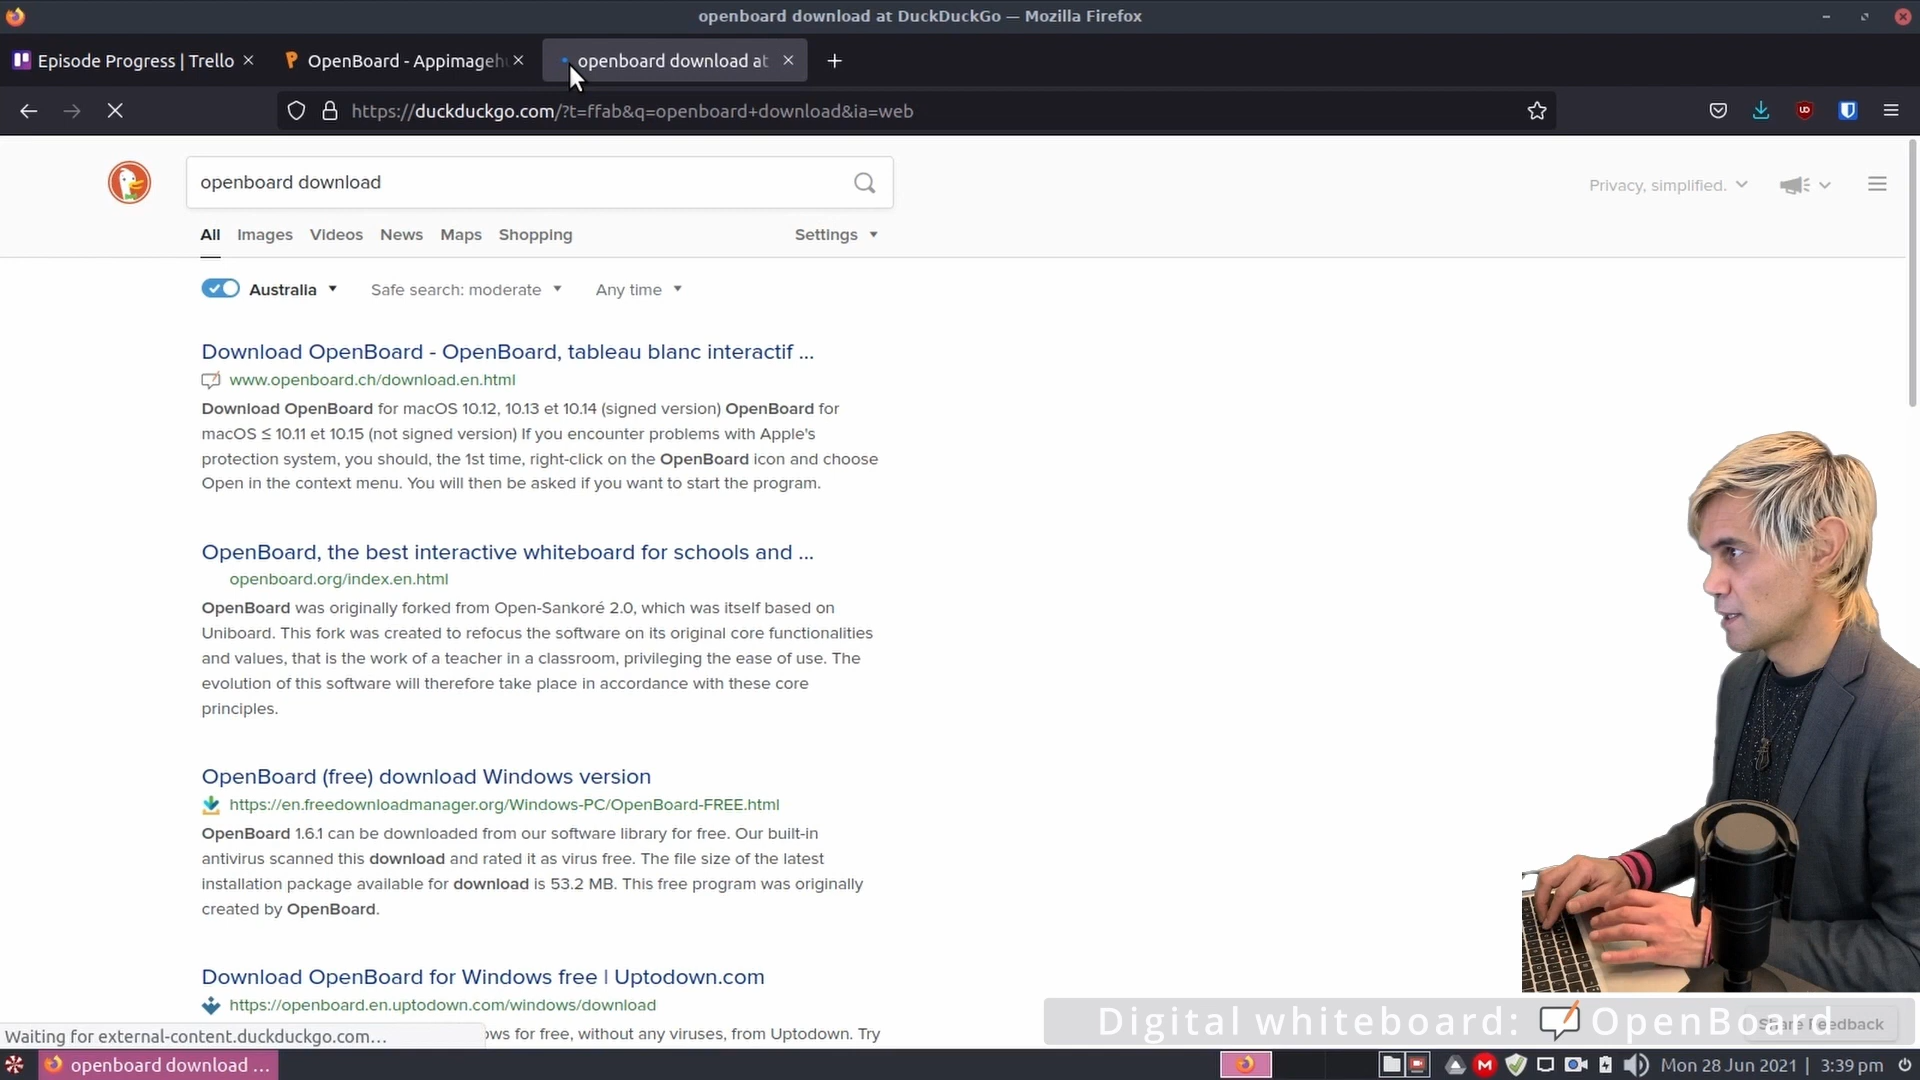 openboard download at DuckDuckGo — Mozilla Firefox
Episode Progress | Trello
OpenBoard - Appimageh
openboard download at
https://duckduckgo.com/?t=ffab&q=openboard+download&ia=web
openboard download
Privacy, simplified.
All Images Videos News Maps Shopping Settings
Australia Safe search: moderate Any time
Download OpenBoard - OpenBoard, tableau blanc interactif ...
www.openboard.ch/download.en.html
Download OpenBoard for macOS 10.12, 10.13 et 10.14 (signed version) OpenBoard for
macOS ≤ 10.11 et 10.15 (not signed version) If you encounter problems with Apple's
protection system, you should, the 1st time, right-click on the OpenBoard icon and choose
Open in the context menu. You will then be asked if you want to start the program.
OpenBoard, the best interactive whiteboard for schools and ...
openboard.org/index.en.html
OpenBoard was originally forked from Open-Sankoré 2.0, which was itself based on
Uniboard. This fork was created to refocus the software on its original core functionalities
and values, that is the work of a teacher in a classroom, privileging the ease of use. The
evolution of this software will therefore take place in accordance with these core
principles.
OpenBoard (free) download Windows version
https://en.freedownloadmanager.org/Windows-PC/OpenBoard-FREE.html
OpenBoard 1.6.1 can be downloaded from our software library for free. Our built-in
antivirus scanned this download and rated it as virus free. The file size of the latest
installation package available for download is 53.2 MB. This free program was originally
created by OpenBoard.
Download OpenBoard for Windows free | Uptodown.com
https://openboard.en.uptodown.com/windows/download
ows for free, without any viruses, from Uptodown. Try
Waiting for external-content.duckduckgo.com...
Digital whiteboard: OpenBoard
Share Feedback
openboard download ...
Mon 28 Jun 2021 | 3:39 pm